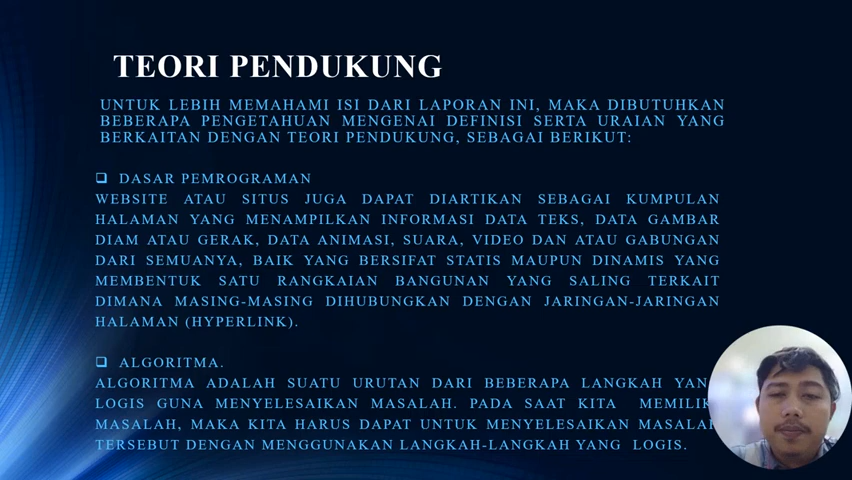 TEORI PENDUKUNG
UNTUK LEBIH MEMAHAMI ISI DARI LAPORAN INI, MAKA DIBUTUHKAN
BEBERAPA PENGETAHUAN MENGENAI DEFINISI SERTA URAIAN YANG
BERKAITAN DENGAN TEORI PENDUKUNG, SEBAGAI BERIKUT:
❑ DASAR PEMROGRAMAN
WEBSITE ATAU SITUS JUGA DAPAT DIARTIKAN SEBAGAI KUMPULAN
HALAMAN YANG MENAMPILKAN INFORMASI DATA TEKS, DATA GAMBAR
DIAM ATAU GERAK, DATA ANIMASI, SUARA, VIDEO DAN ATAU GABUNGAN
DARI SEMUANYA, BAIK YANG BERSIFAT STATIS MAUPUN DINAMIS YANG
MEMBENTUK SATU RANGKAIAN BANGUNAN YANG SALING TERKAIT
DIMANA MASING-MASING DIHUBUNGKAN DENGAN JARINGAN-JARINGAN
HALAMAN (HYPERLINK).
❑ ALGORITMA.
ALGORITMA ADALAH SUATU URUTAN DARI BEBERAPA LANGKAH YAN
LOGIS GUNA MENYELESAIKAN MASALAH. PADA SAAT KITA MEMILIK
MASALAH, MAKA KITA HARUS DAPAT UNTUK MENYELESAIKAN MASALA
TERSEBUT DENGAN MENGGUNAKAN LANGKAH-LANGKAH YANG LOGIS.